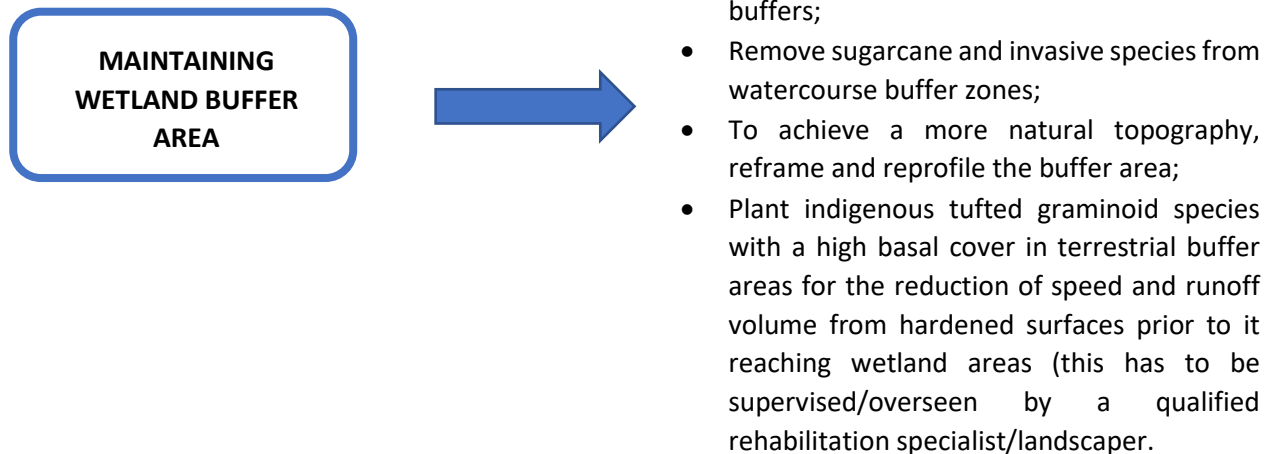 MAINTAINING
WETLAND BUFFER
AREA
buffers;
• Remove sugarcane and invasive species from
watercourse buffer zones;
• To achieve a more natural topography,
reframe and reprofile the buffer area;
• Plant indigenous tufted graminoid species
with a high basal cover in terrestrial buffer
areas for the reduction of speed and runoff
volume from hardened surfaces prior to it
reaching wetland areas (this has to be
supervised/overseen by a qualified
rehabilitation specialist/landscaper.